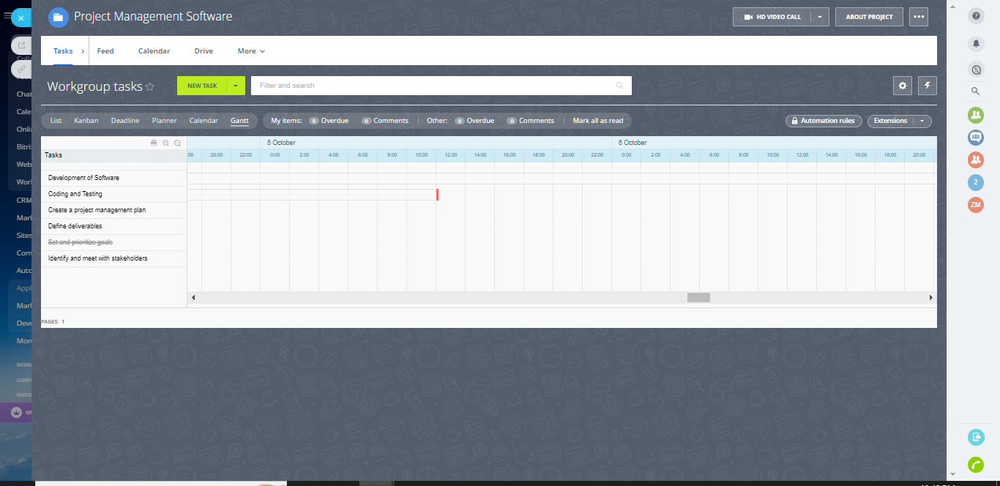 Project Management Software
HD VIDEO CALL
ABOUT PROJECT
Tasks
Feed
Calendar
Drive
More
Workgroup tasks
NEW TASK
Filter and search
List
Kanban
Deadline
Planner
Calendar
Gantt
My items:
0 Overdue
0 Comments
Other:
0 Overdue
0 Comments
Mark all as read
Automation rules
Extensions
5 October
6 October
Tasks
:00 20:00 22:00 0:00 2:00 4:00 6:00 8:00 10:00 12:00 14:00 16:00 18:00 20:00 22:00 0:00 2:00 4:00 6:00 8:00 10:00 12:00 14:00 16:00 18:00 20:00
Development of Software
Coding and Testing
Create a project management plan
Define deliverables
Set and prioritize goals
Identify and meet with stakeholders
PAGES: 1
Chat
Cale
Onli
Bitri
Web
Worl
CRM
Marl
Sites
Com
Auto
Appl
Marl
Deve
More
SITEM
CONFI
INVIT
2
ZM